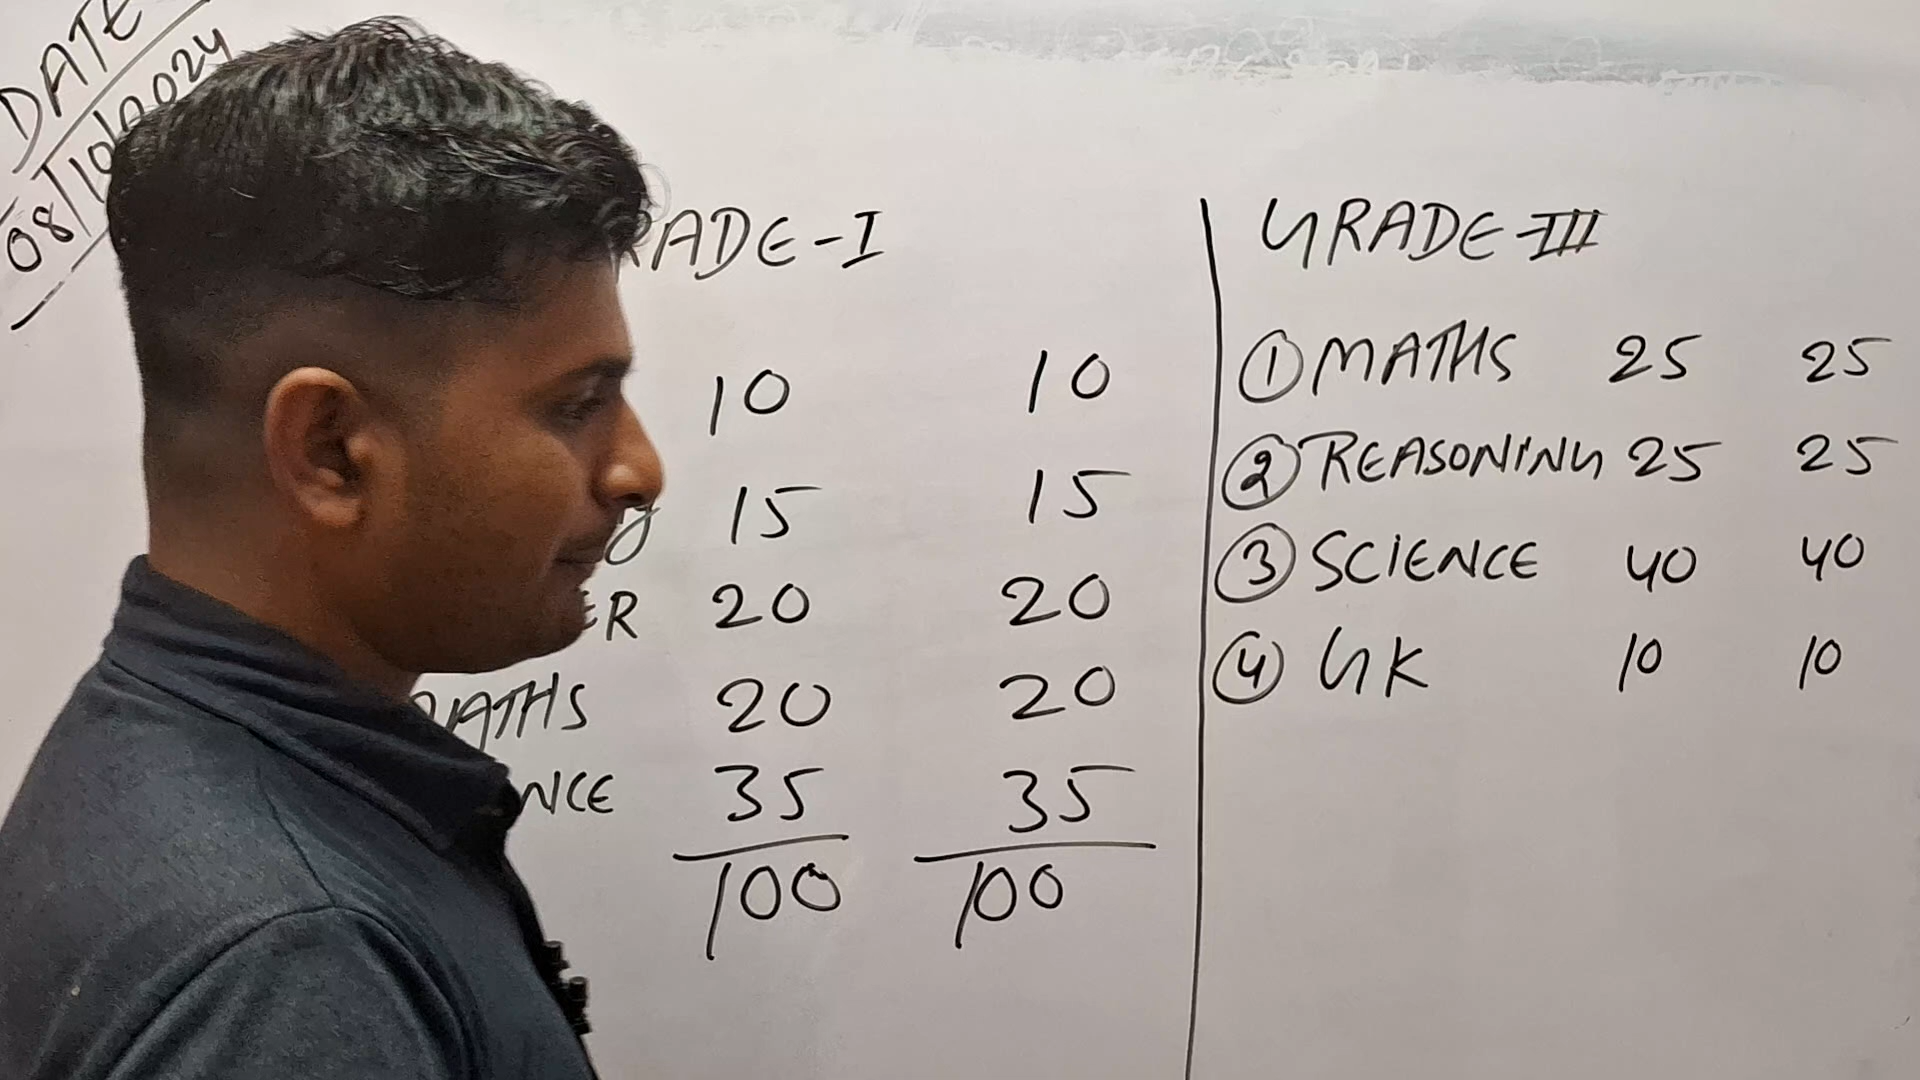 DATE
08/10/2024
RADE-I
10 10
15 15
ER 20 20
MATHS 20 20
NCE 35 35
100 100
GRADE-III
① MATHS 25 25
② REASONING 25 25
③ SCIENCE 40 40
④ GK 10 10